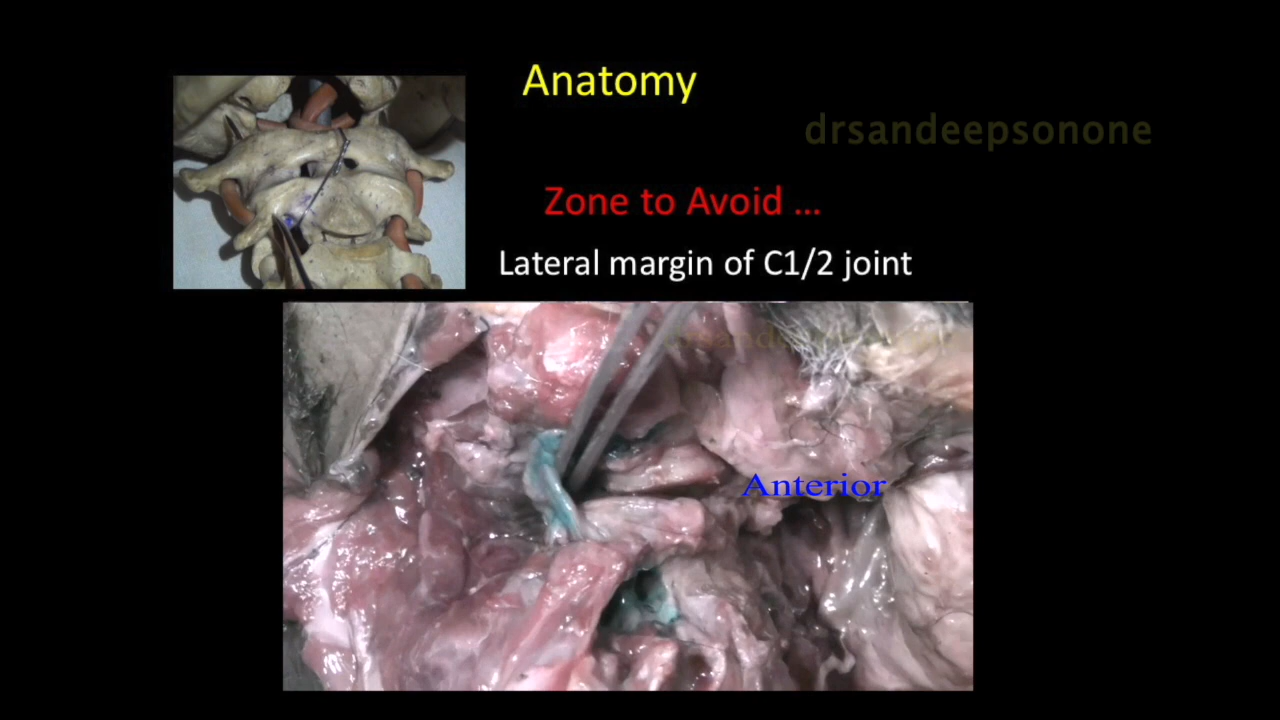 Anatomy
drsandeepsonone
Zone to Avoid ...
Lateral margin of C1/2 joint
Anterior